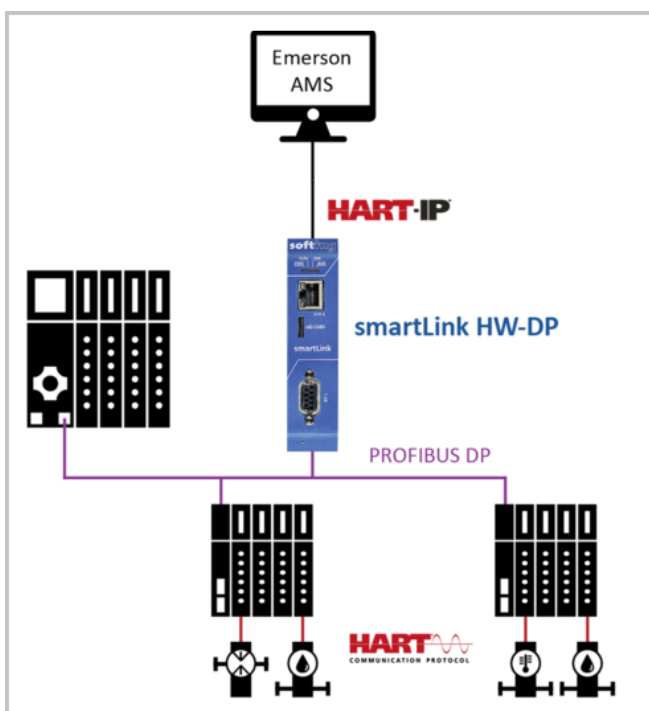 Emerson
AMS
HART-IP
softing
smartLink HW-DP
smartLink
PROFIBUS DP
HART
COMMUNICATION PROTOCOL